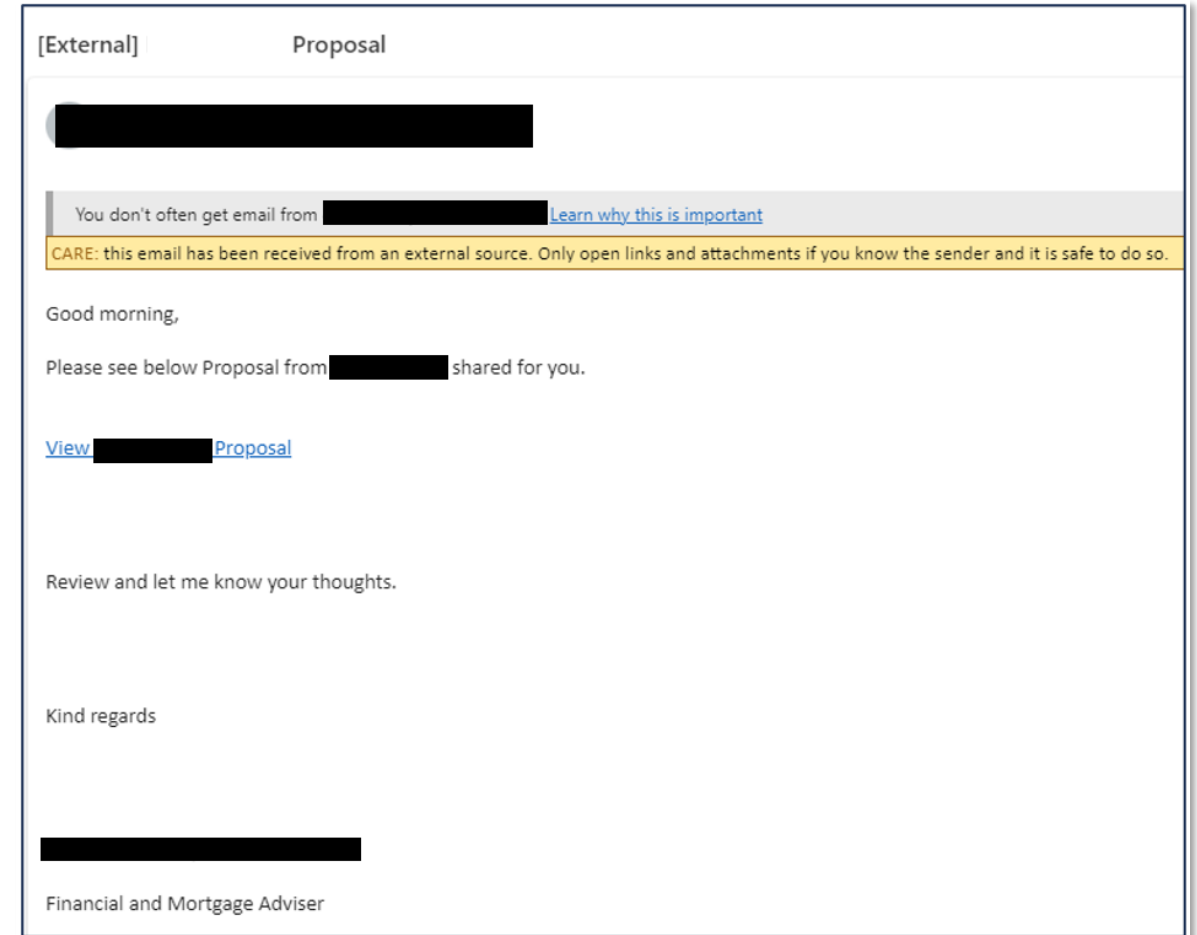 [External] Proposal
You don't often get email from Learn why this is important
CARE: this email has been received from an external source. Only open links and attachments if you know the sender and it is safe to do so.
Good morning,
Please see below Proposal from shared for you.
View Proposal
Review and let me know your thoughts.
Kind regards
Financial and Mortgage Adviser